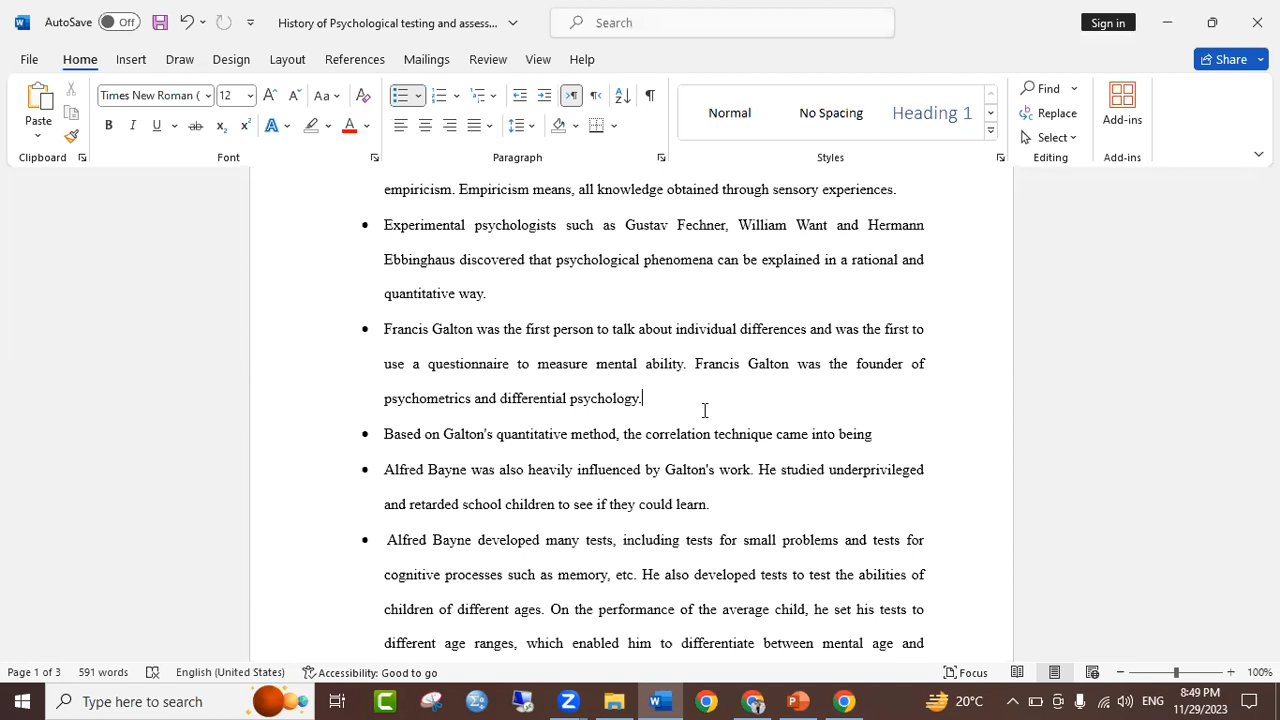 AutoSave Off History of Psychological testing and assess... Search Sign in
File Home Insert Draw Design Layout References Mailings Review View Help Share
Times New Roman ( 12 Aa Normal No Spacing Heading 1 Find Replace Select
Paste Add-ins
Clipboard Font Paragraph Styles Editing Add-ins
empiricism. Empiricism means, all knowledge obtained through sensory experiences.
• Experimental psychologists such as Gustav Fechner, William Want and Hermann
Ebbinghaus discovered that psychological phenomena can be explained in a rational and
quantitative way.
• Francis Galton was the first person to talk about individual differences and was the first to
use a questionnaire to measure mental ability. Francis Galton was the founder of
psychometrics and differential psychology.
• Based on Galton's quantitative method, the correlation technique came into being
• Alfred Bayne was also heavily influenced by Galton's work. He studied underprivileged
and retarded school children to see if they could learn.
• Alfred Bayne developed many tests, including tests for small problems and tests for
cognitive processes such as memory, etc. He also developed tests to test the abilities of
children of different ages. On the performance of the average child, he set his tests to
different age ranges, which enabled him to differentiate between mental age and
Page 1 of 3 591 words English (United States) Accessibility: Good to go Focus 100%
Type here to search 20°C ENG 8:49 PM
11/29/2023